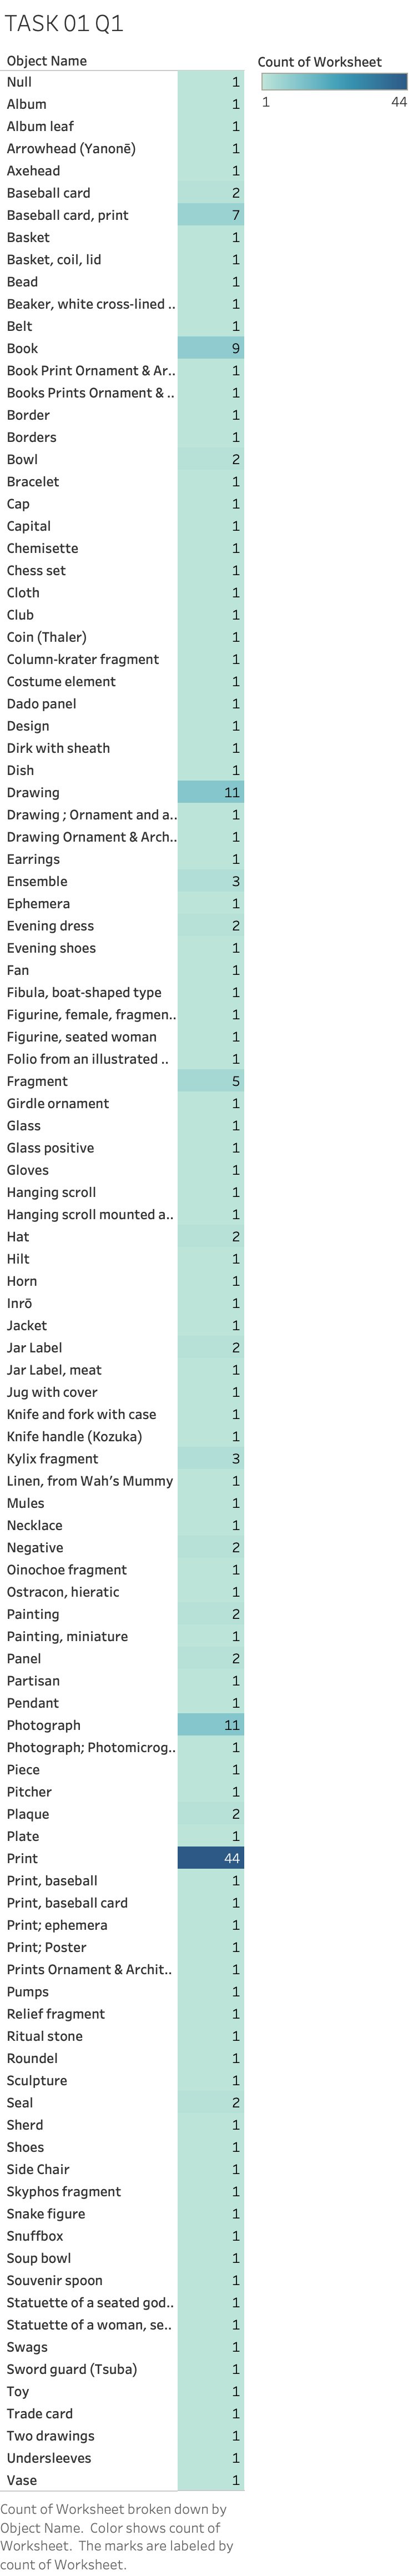 TASK 01 Q1
Object Name
Count of Worksheet
1 44
Null 1
Album 1
Album leaf 1
Arrowhead (Yanonē) 1
Axehead 1
Baseball card 2
Baseball card, print 7
Basket 1
Basket, coil, lid 1
Bead 1
Beaker, white cross-lined .. 1
Belt 1
Book 9
Book Print Ornament & Ar.. 1
Books Prints Ornament & .. 1
Border 1
Borders 1
Bowl 2
Bracelet 1
Cap 1
Capital 1
Chemisette 1
Chess set 1
Cloth 1
Club 1
Coin (Thaler) 1
Column-krater fragment 1
Costume element 1
Dado panel 1
Design 1
Dirk with sheath 1
Dish 1
Drawing 11
Drawing ; Ornament and a.. 1
Drawing Ornament & Arch.. 1
Earrings 1
Ensemble 3
Ephemera 1
Evening dress 2
Evening shoes 1
Fan 1
Fibula, boat-shaped type 1
Figurine, female, fragmen.. 1
Figurine, seated woman 1
Folio from an illustrated .. 1
Fragment 5
Girdle ornament 1
Glass 1
Glass positive 1
Gloves 1
Hanging scroll 1
Hanging scroll mounted a.. 1
Hat 2
Hilt 1
Horn 1
Inrō 1
Jacket 1
Jar Label 2
Jar Label, meat 1
Jug with cover 1
Knife and fork with case 1
Knife handle (Kozuka) 1
Kylix fragment 3
Linen, from Wah’s Mummy 1
Mules 1
Necklace 1
Negative 2
Oinochoe fragment 1
Ostracon, hieratic 1
Painting 2
Painting, miniature 1
Panel 2
Partisan 1
Pendant 1
Photograph 11
Photograph; Photomicrog.. 1
Piece 1
Pitcher 1
Plaque 2
Plate 1
Print 44
Print, baseball 1
Print, baseball card 1
Print; ephemera 1
Print; Poster 1
Prints Ornament & Archit.. 1
Pumps 1
Relief fragment 1
Ritual stone 1
Roundel 1
Sculpture 1
Seal 2
Sherd 1
Shoes 1
Side Chair 1
Skyphos fragment 1
Snake figure 1
Snuffbox 1
Soup bowl 1
Souvenir spoon 1
Statuette of a seated god.. 1
Statuette of a woman, se.. 1
Swags 1
Sword guard (Tsuba) 1
Toy 1
Trade card 1
Two drawings 1
Undersleeves 1
Vase 1
Count of Worksheet broken down by
Object Name.  Color shows count of
Worksheet.  The marks are labeled by
count of Worksheet.